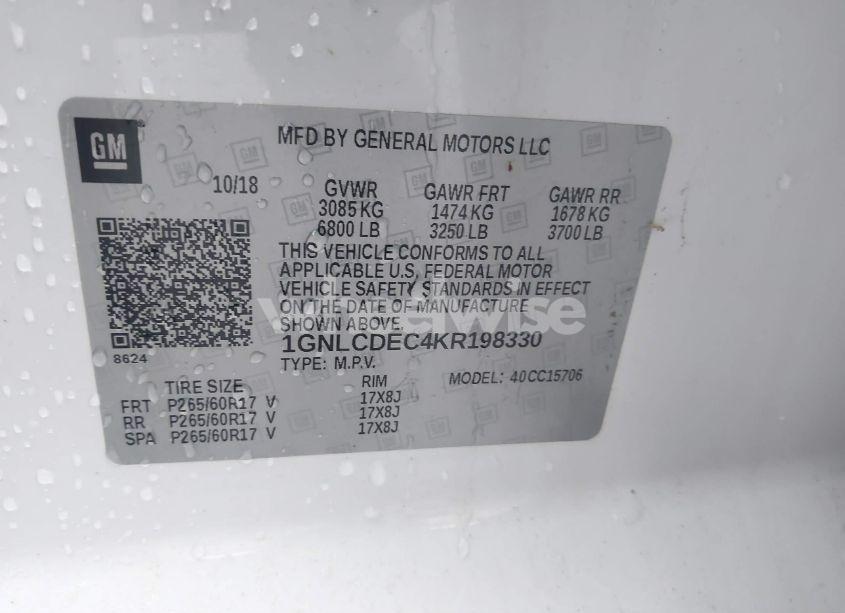 GM
MFD BY GENERAL MOTORS LLC
10/18
GVWR GAWR FRT GAWR RR
3085 KG 1474 KG 1678 KG
6800 LB 3250 LB 3700 LB
THIS VEHICLE CONFORMS TO ALL
APPLICABLE U.S. FEDERAL MOTOR
VEHICLE SAFETY STANDARDS IN EFFECT
ON THE DATE OF MANUFACTURE
SHOWN ABOVE.
1GNLCDEC4KR198330
8624
TYPE: M.P.V. MODEL: 40CC15706
TIRE SIZE RIM
FRT P265/60R17 V 17X8J
RR P265/60R17 V 17X8J
SPA P265/60R17 V 17X8J